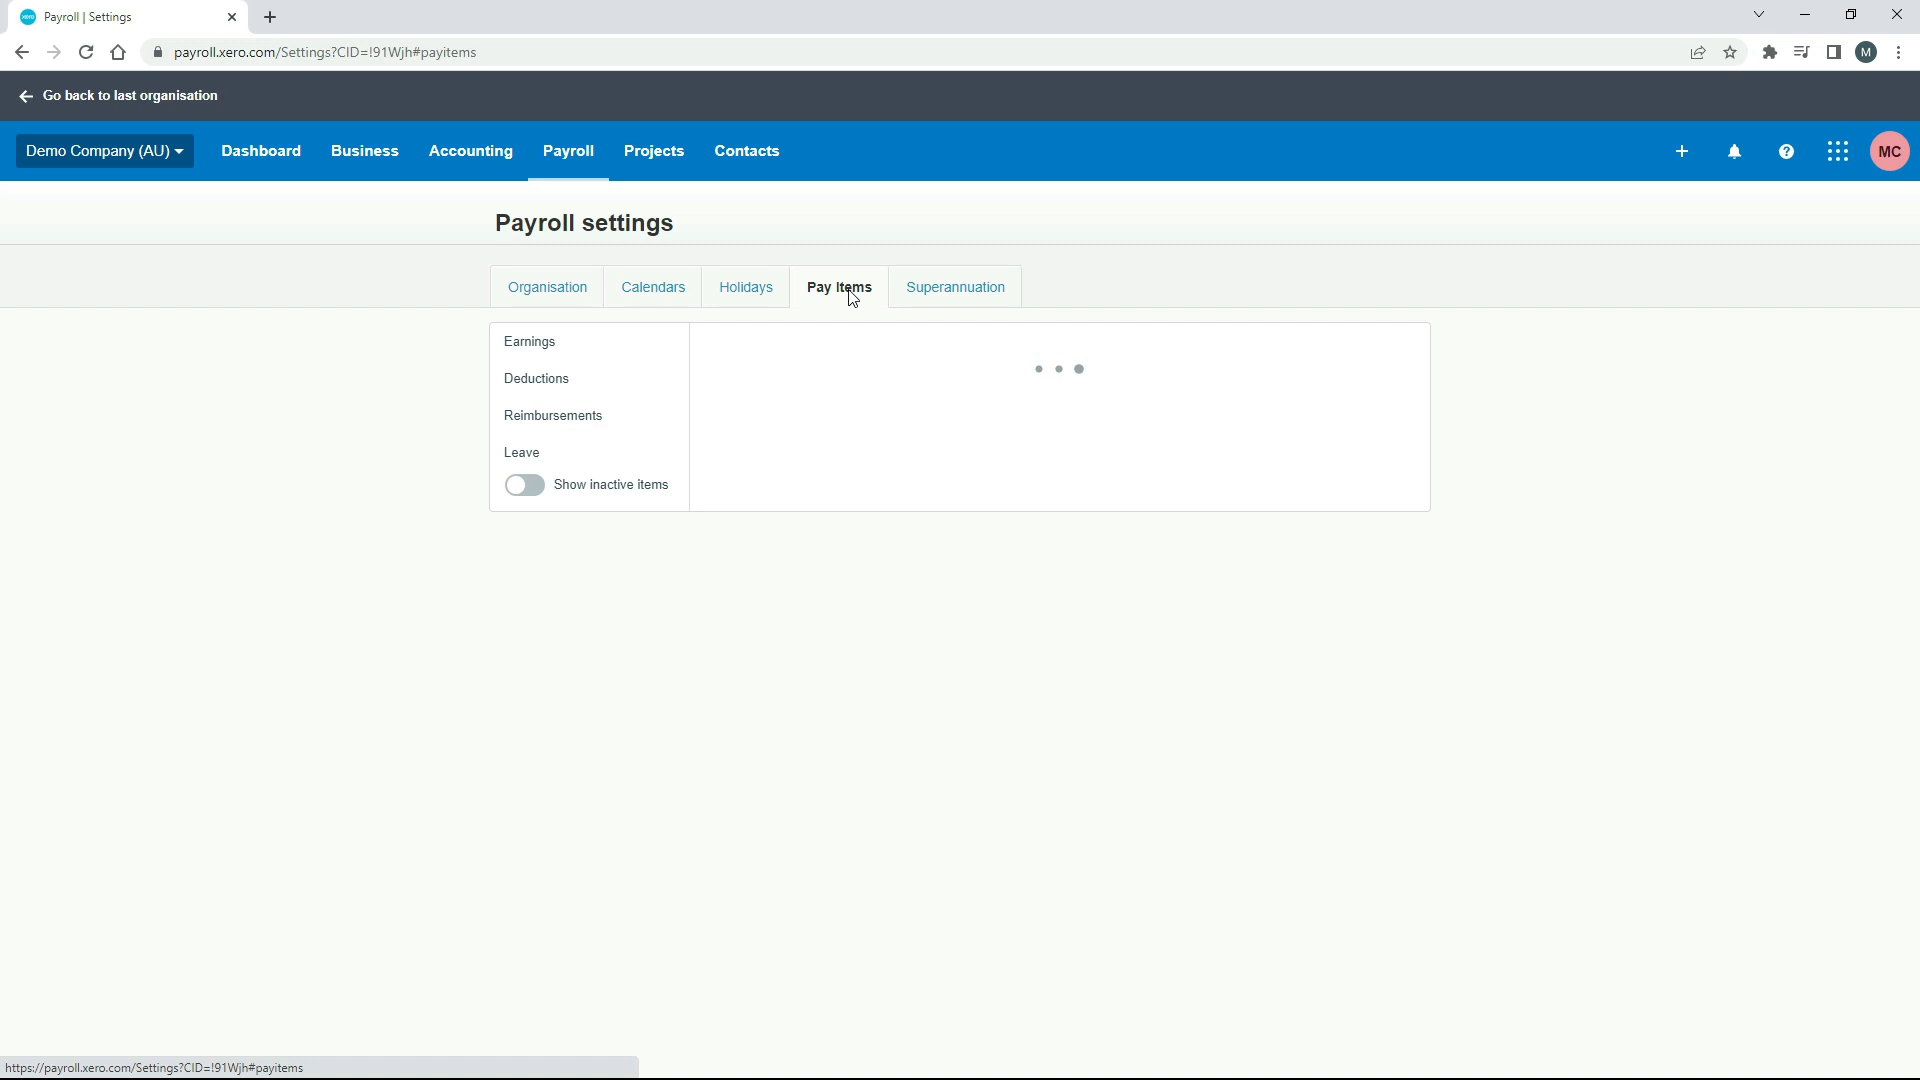 Payroll | Settings
payroll.xero.com/Settings?CID=!91Wjh#payitems
M
Go back to last organisation
Demo Company (AU) Dashboard Business Accounting Payroll Projects Contacts
MC
Payroll settings
Organisation Calendars Holidays Pay Items Superannuation
Earnings
Deductions
Reimbursements
Leave
Show inactive items
https://payroll.xero.com/Settings?CID=!91Wjh#payitems